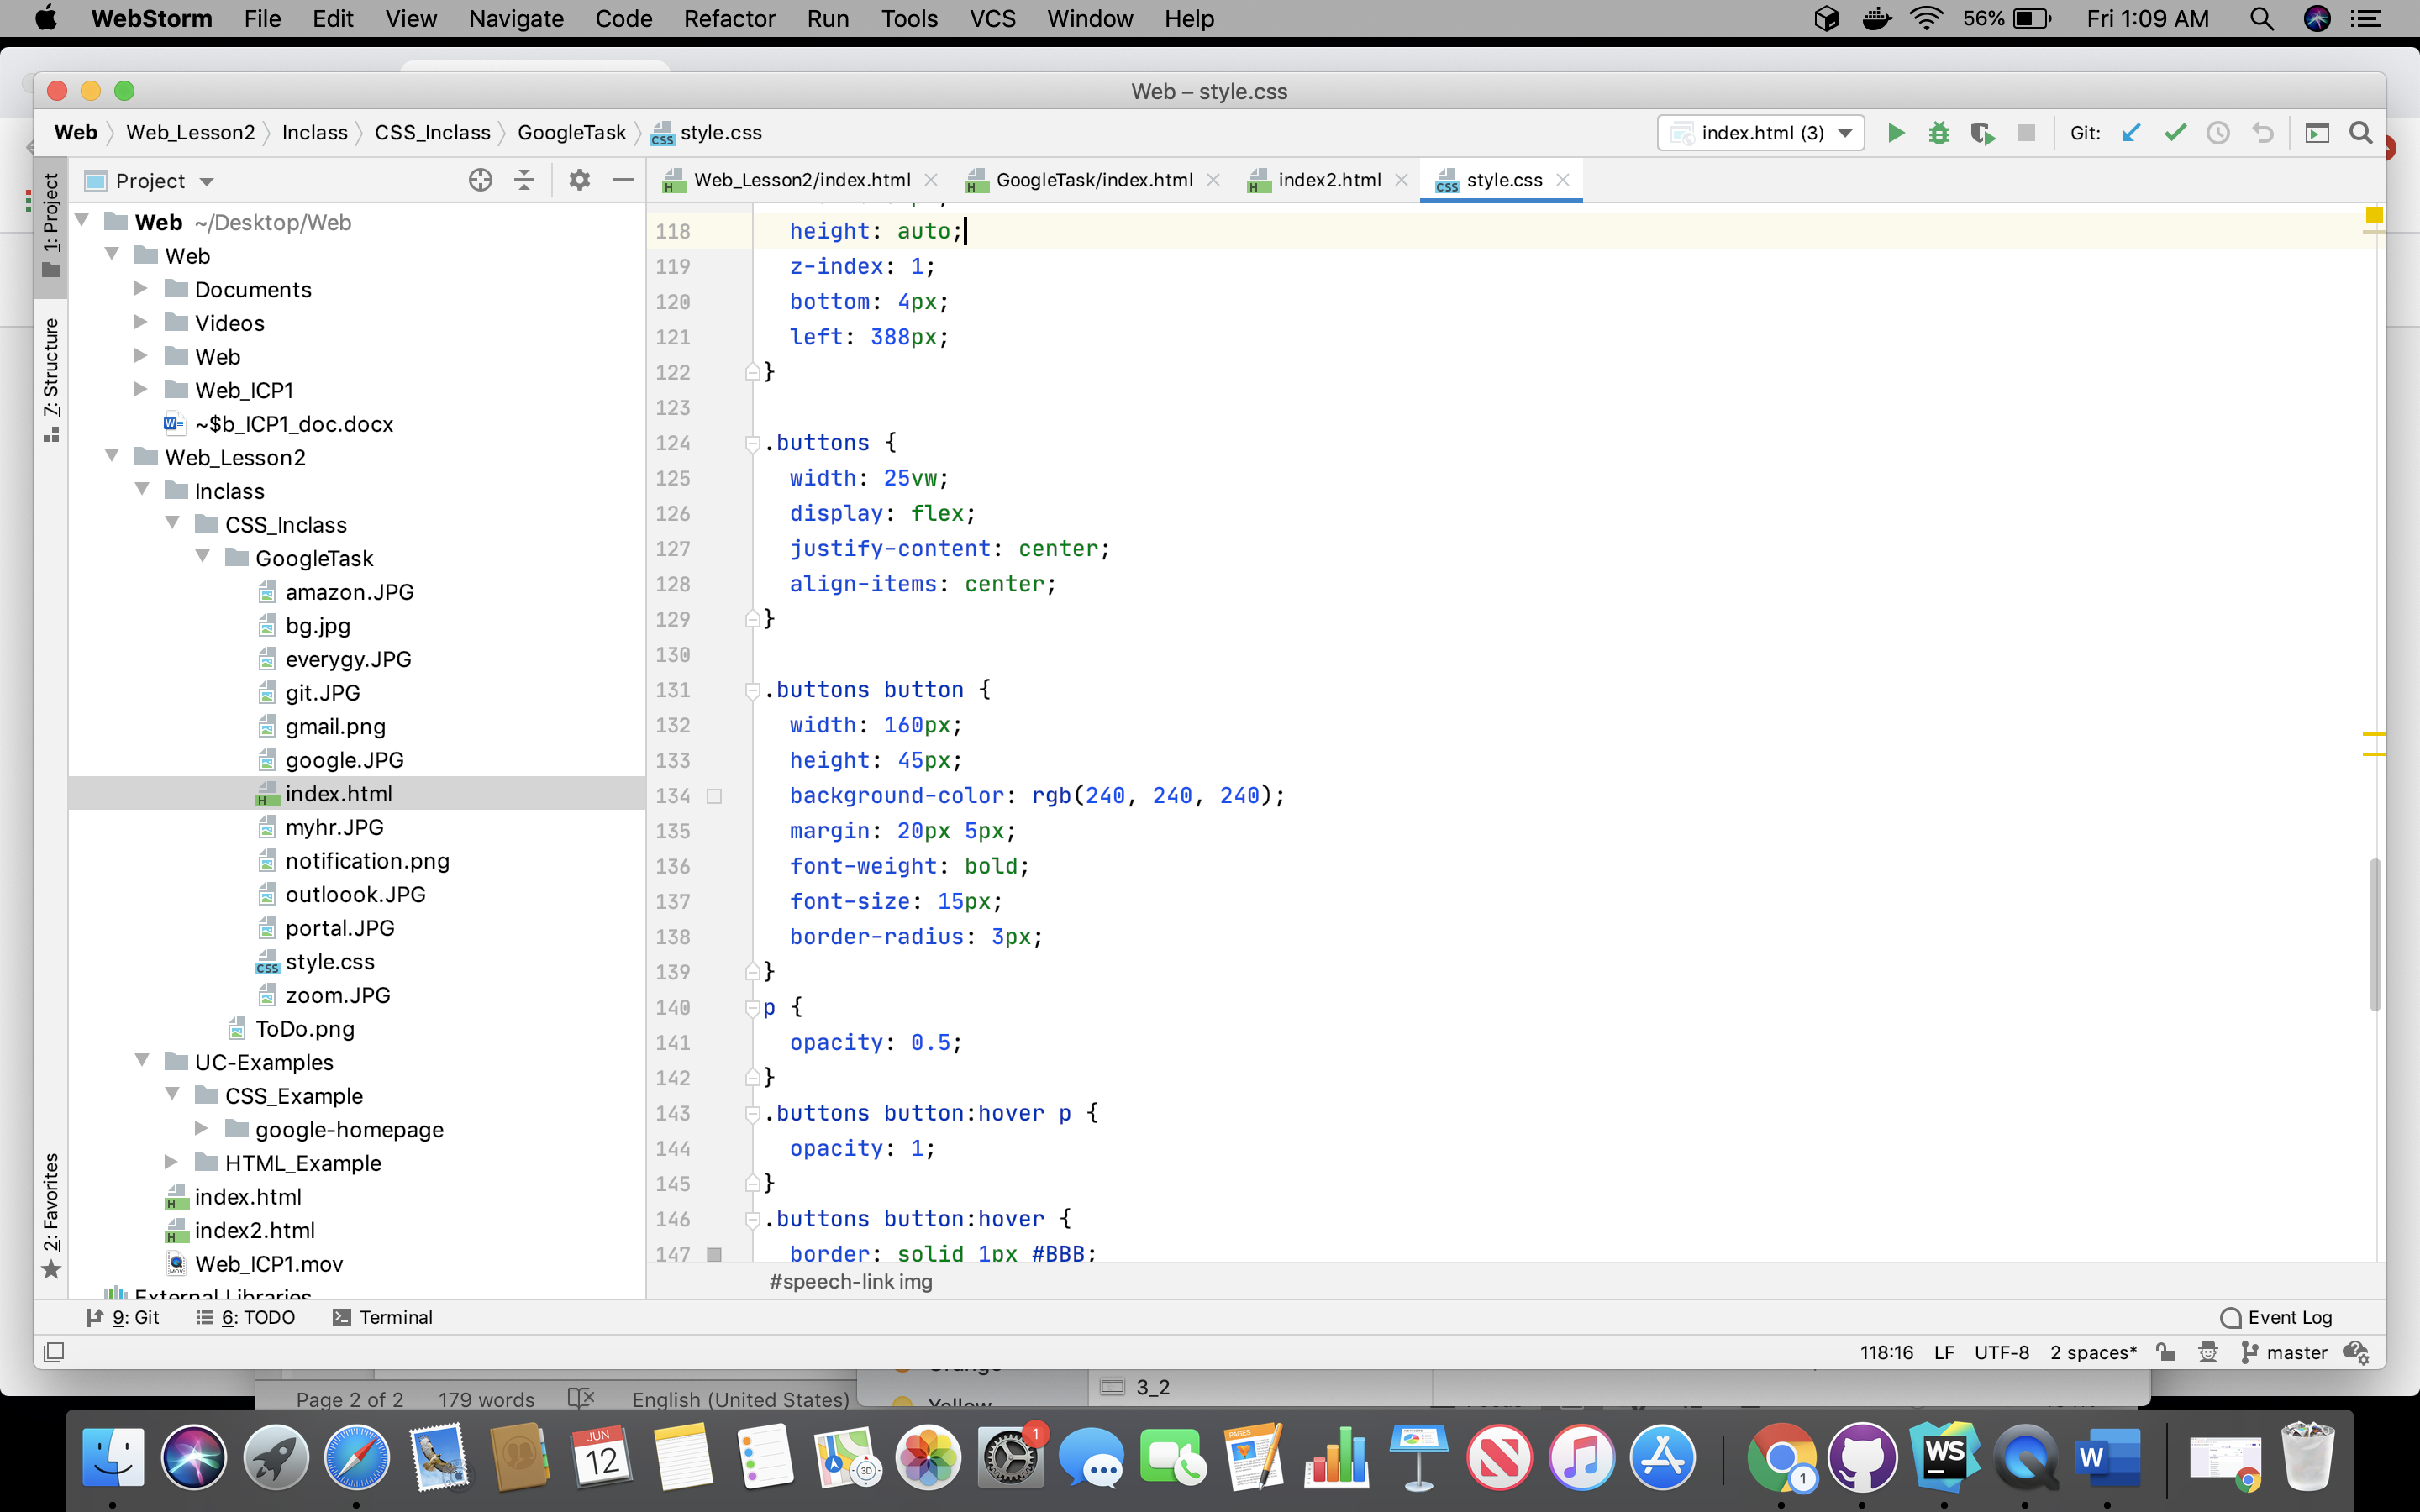 WebStorm File Edit View Navigate Code Refactor Run Tools VCS Window Help 56% Fri 1:09 AM
Web – style.css
Web Web_Lesson2 Inclass CSS_Inclass GoogleTask style.css index.html (3) Git:
1: Project
Project
Web_Lesson2/index.html GoogleTask/index.html index2.html style.css
Web ~/Desktop/Web
Web
Documents
Videos
Web
Web_ICP1
~$b_ICP1_doc.docx
Web_Lesson2
Inclass
CSS_Inclass
GoogleTask
amazon.JPG
bg.jpg
everygy.JPG
git.JPG
gmail.png
google.JPG
index.html
myhr.JPG
notification.png
outloook.JPG
portal.JPG
style.css
zoom.JPG
ToDo.png
UC-Examples
CSS_Example
google-homepage
HTML_Example
index.html
index2.html
Web_ICP1.mov
External Libraries
7: Structure
2: Favorites
118 height: auto;
119 z-index: 1;
120 bottom: 4px;
121 left: 388px;
122 }
123
124 .buttons {
125 width: 25vw;
126 display: flex;
127 justify-content: center;
128 align-items: center;
129 }
130
131 .buttons button {
132 width: 160px;
133 height: 45px;
134 background-color: rgb(240, 240, 240);
135 margin: 20px 5px;
136 font-weight: bold;
137 font-size: 15px;
138 border-radius: 3px;
139 }
140 p {
141 opacity: 0.5;
142 }
143 .buttons button:hover p {
144 opacity: 1;
145 }
146 .buttons button:hover {
147 border: solid 1px #BBB;
#speech-link img
9: Git 6: TODO Terminal Event Log
118:16 LF UTF-8 2 spaces* master
Page 2 of 2 179 words English (United States) 3_2
JUN
12
3D
1
PAGES
1
WS
W